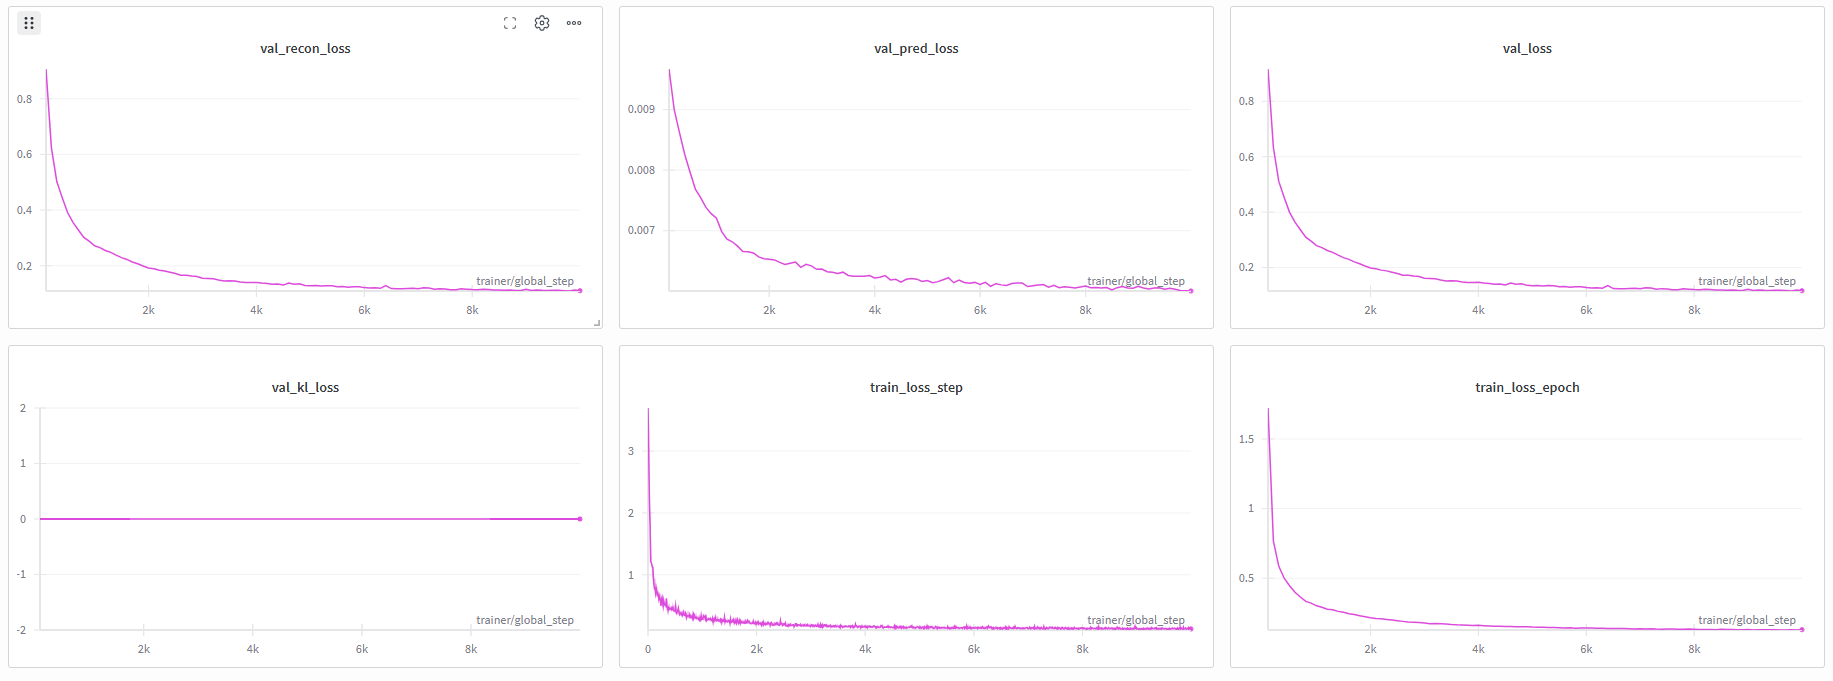 val_recon_loss
0.8
0.6
0.4
0.2
trainer/global_step
2k 4k 6k 8k
val_pred_loss
0.009
0.008
0.007
trainer/global_step
2k 4k 6k 8k
val_loss
0.8
0.6
0.4
0.2
trainer/global_step
2k 4k 6k 8k
val_kl_loss
2
1
0
-1
-2
trainer/global_step
2k 4k 6k 8k
train_loss_step
3
2
1
trainer/global_step
0 2k 4k 6k 8k
train_loss_epoch
1.5
1
0.5
trainer/global_step
2k 4k 6k 8k